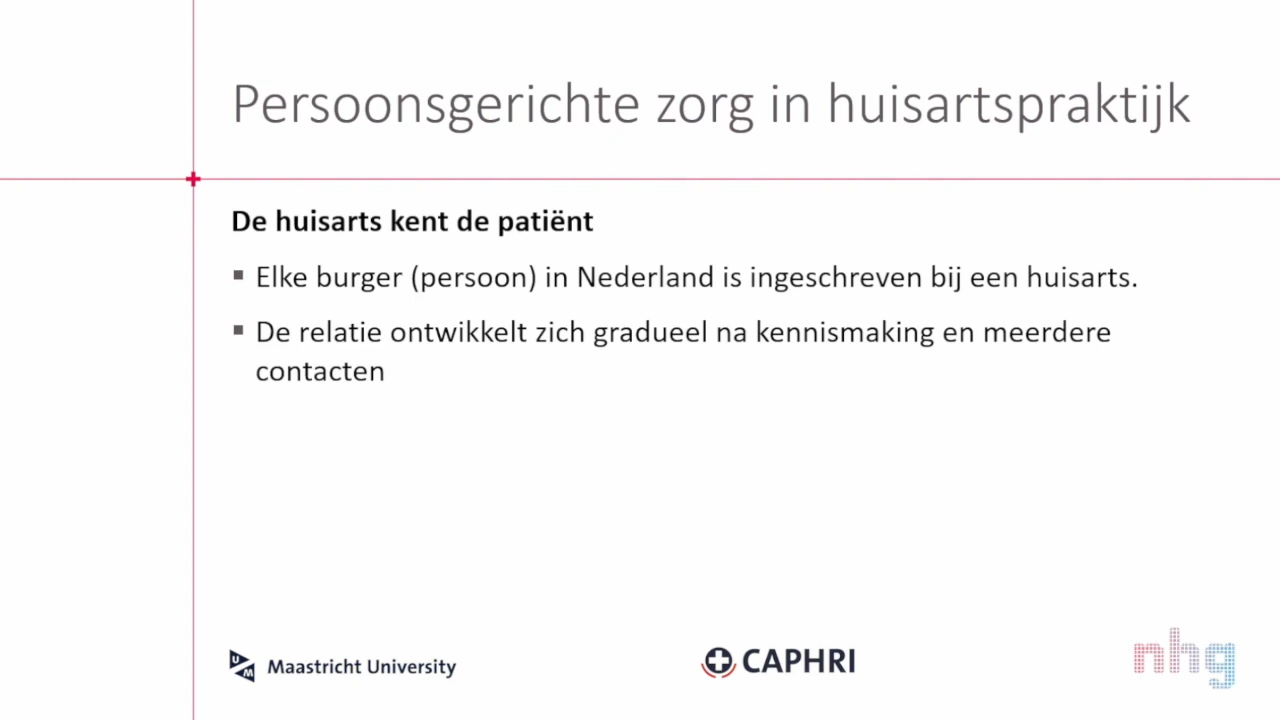 Persoonsgerichte zorg in huisartspraktijk
De huisarts kent de patiënt
▪ Elke burger (persoon) in Nederland is ingeschreven bij een huisarts.
▪ De relatie ontwikkelt zich gradueel na kennismaking en meerdere
contacten
UM Maastricht University
CAPHRI
nhg